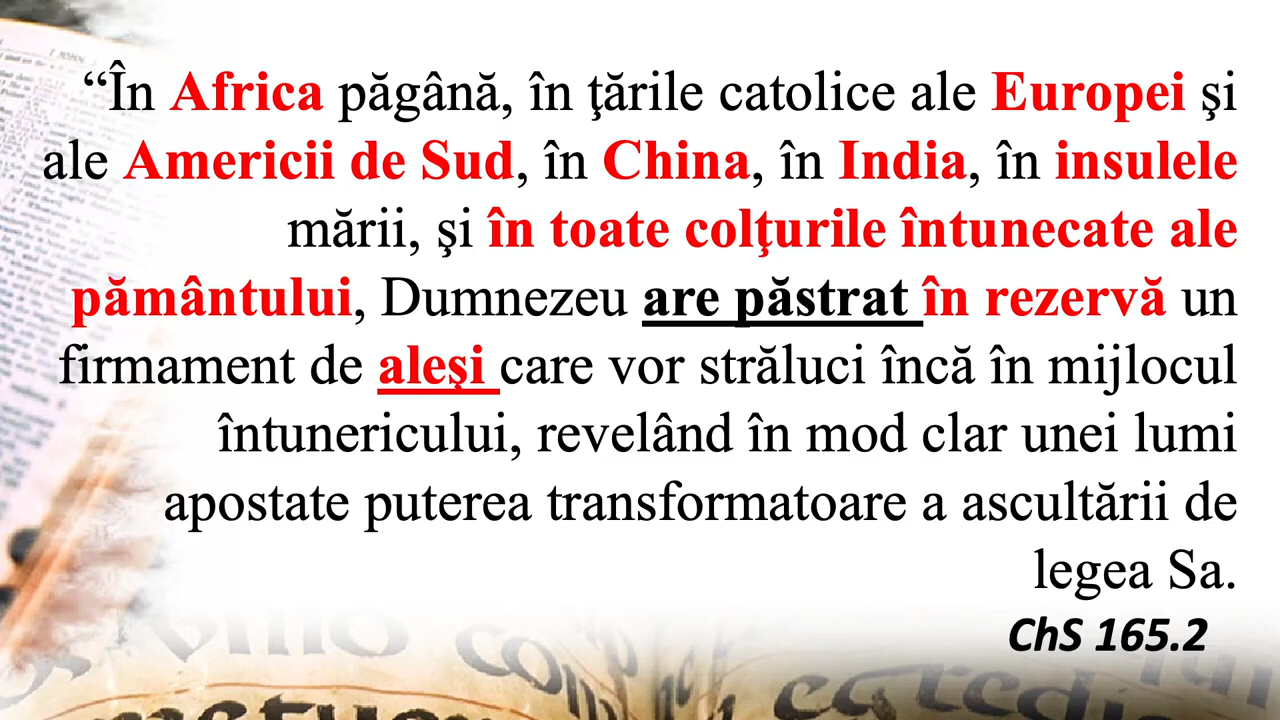 “În Africa păgână, în ţările catolice ale Europei şi
ale Americii de Sud, în China, în India, în insulele
mării, şi în toate colţurile întunecate ale
pământului, Dumnezeu are păstrat în rezervă un
firmament de aleşi care vor străluci încă în mijlocul
întunericului, revelând în mod clar unei lumi
apostate puterea transformatoare a ascultării de
legea Sa.
ChS 165.2